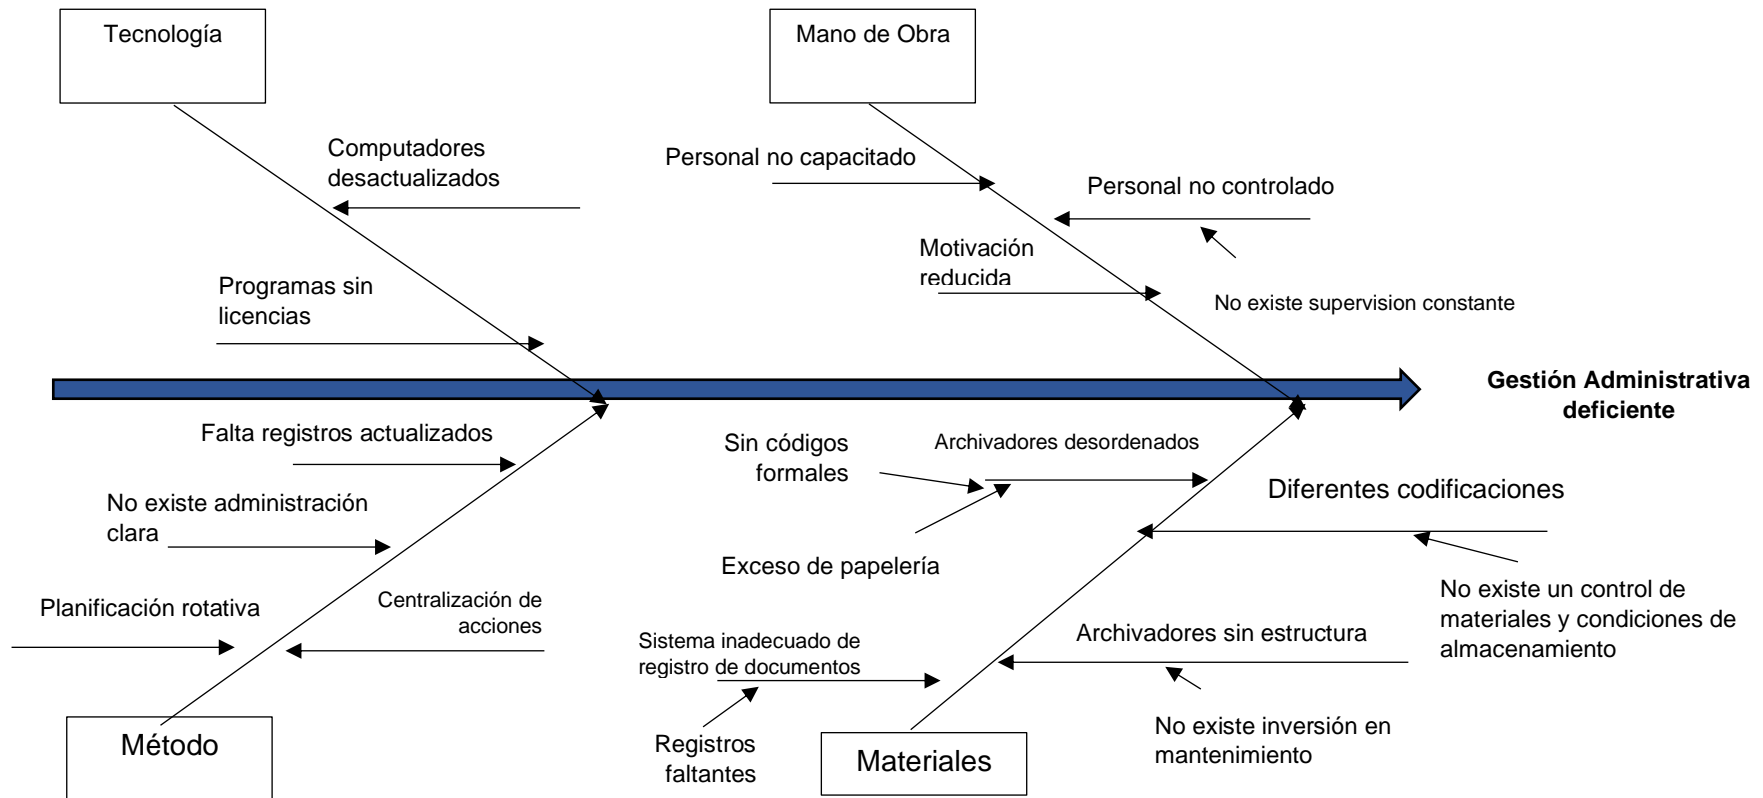 Tecnología
Mano de Obra
Computadores
desactualizados
Personal no capacitado
Personal no controlado
Motivación
reducida
Programas sin
licencias
No existe supervision constante
Gestión Administrativa
deficiente
Falta registros actualizados
Sin códigos
formales
Archivadores desordenados
Diferentes codificaciones
No existe administración
clara
Exceso de papelería
Planificación rotativa
Centralización de
acciones
No existe un control de
materiales y condiciones de
almacenamiento
Sistema inadecuado de
registro de documentos
Archivadores sin estructura
No existe inversión en
mantenimiento
Registros
faltantes
Método
Materiales